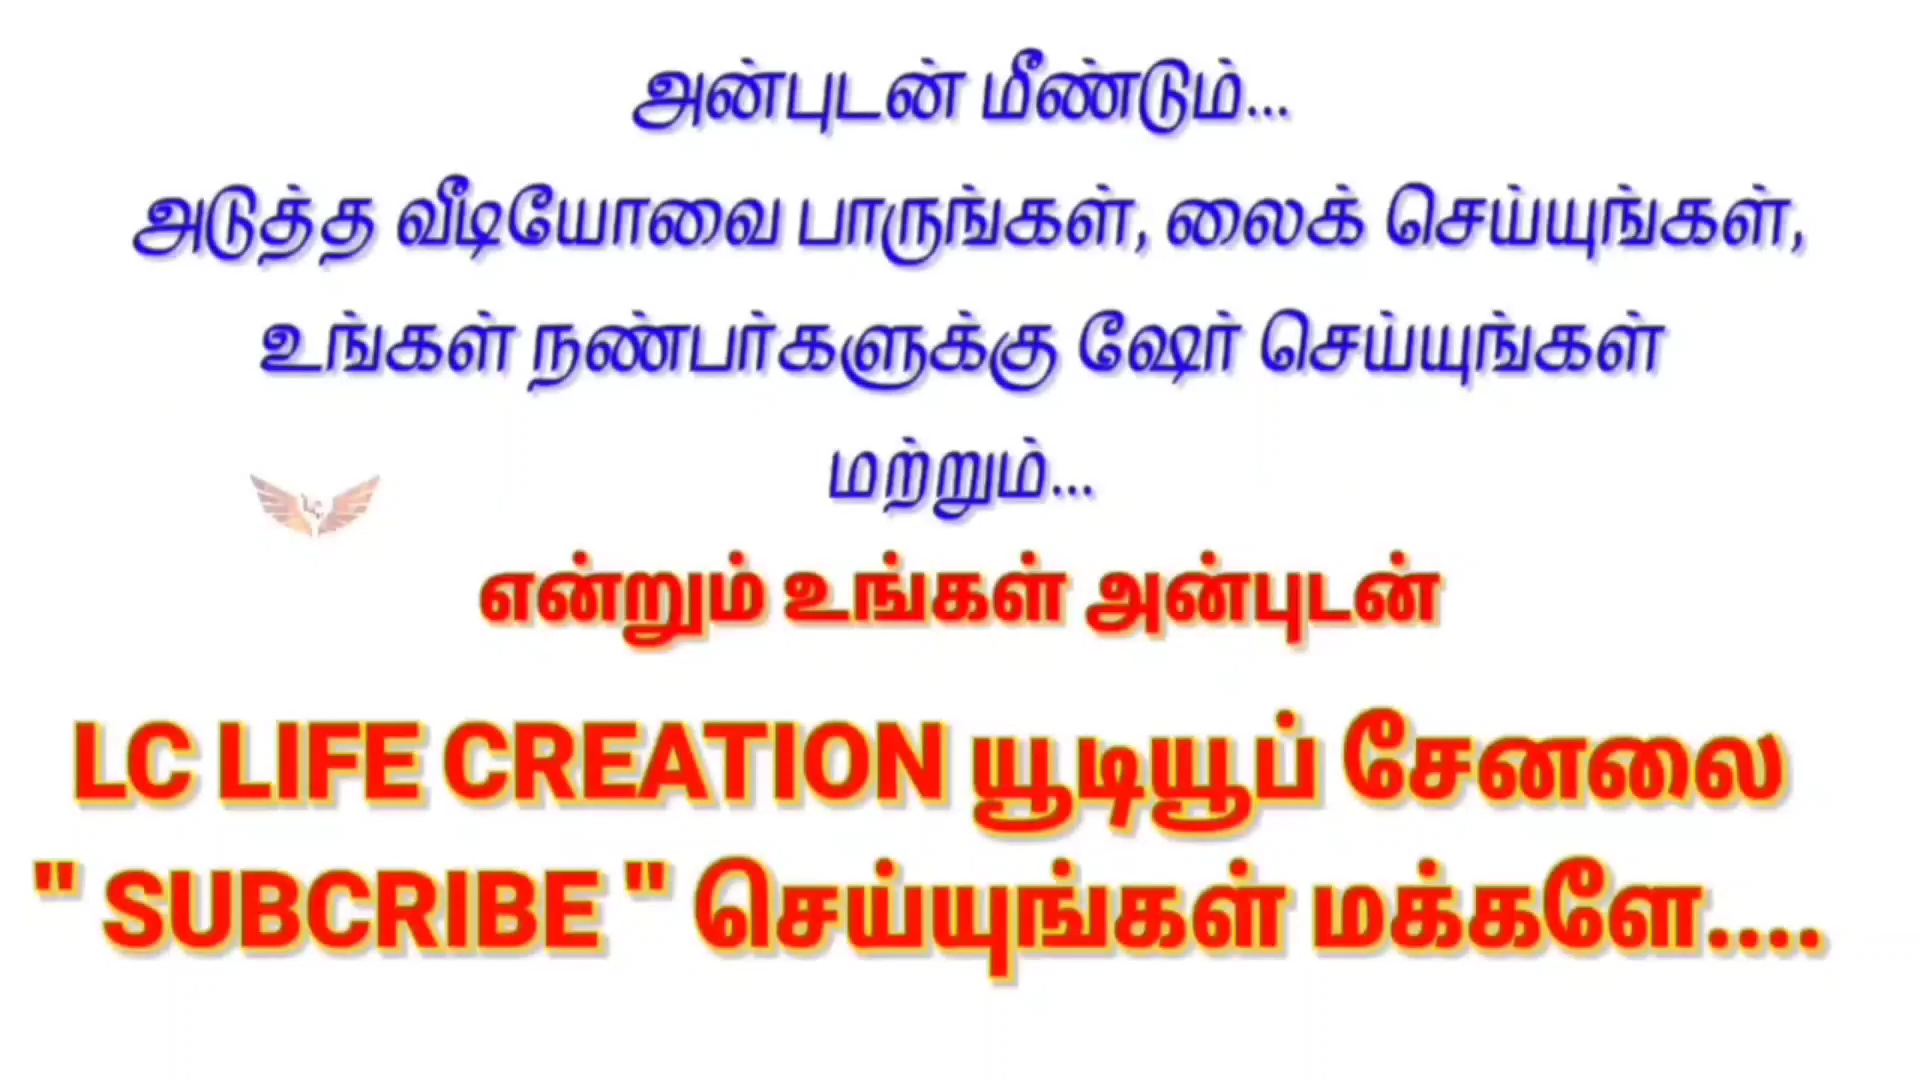 அன்புடன் மீண்டும்...
அடுத்த வீடியோவை பாருங்கள், லைக் செய்யுங்கள்,
உங்கள் நண்பர்களுக்கு ஷேர் செய்யுங்கள்
மற்றும்...
LC
என்றும் உங்கள் அன்புடன்
LC LIFE CREATION யூடியூப் சேனலை
" SUBCRIBE " செய்யுங்கள் மக்களே....